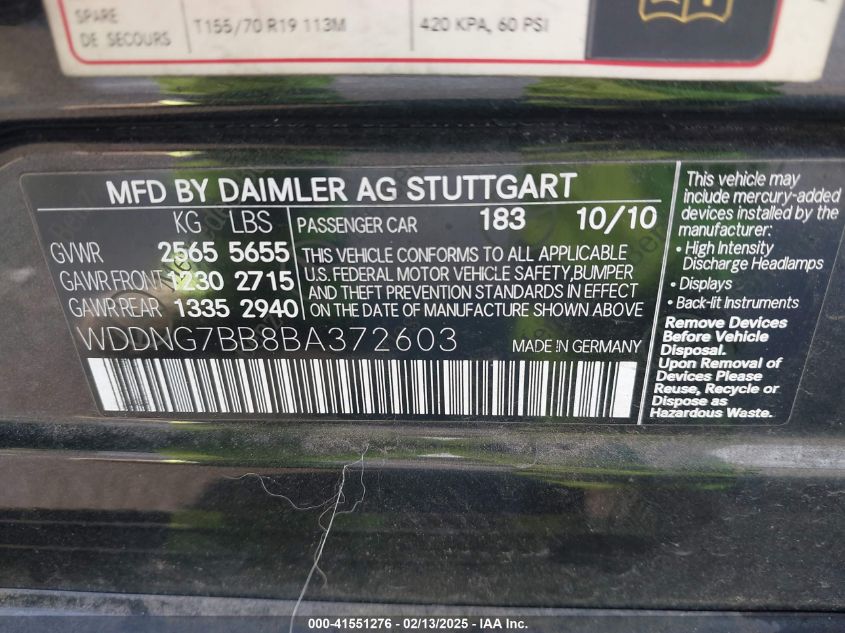 SPARE
DE SECOURS
T155/70 R19 113M
420 KPA, 60 PSI
MFD BY DAIMLER AG STUTTGART
KG LBS
GVWR 2565 5655
GAWR FRONT 1230 2715
GAWR REAR 1335 2940
PASSENGER CAR 183 10/10
THIS VEHICLE CONFORMS TO ALL APPLICABLE
U.S. FEDERAL MOTOR VEHICLE SAFETY, BUMPER
AND THEFT PREVENTION STANDARDS IN EFFECT
ON THE DATE OF MANUFACTURE SHOWN ABOVE
WDDNG7BB8BA372603
MADE IN GERMANY
This vehicle may
include mercury-added
devices installed by the
manufacturer:
• High Intensity
Discharge Headlamps
• Displays
• Back-lit Instruments
Remove Devices
Before Vehicle
Disposal.
Upon Removal of
Devices Please
Reuse, Recycle or
Dispose as
Hazardous Waste.
000-41551276 - 02/13/2025 - IAA Inc.